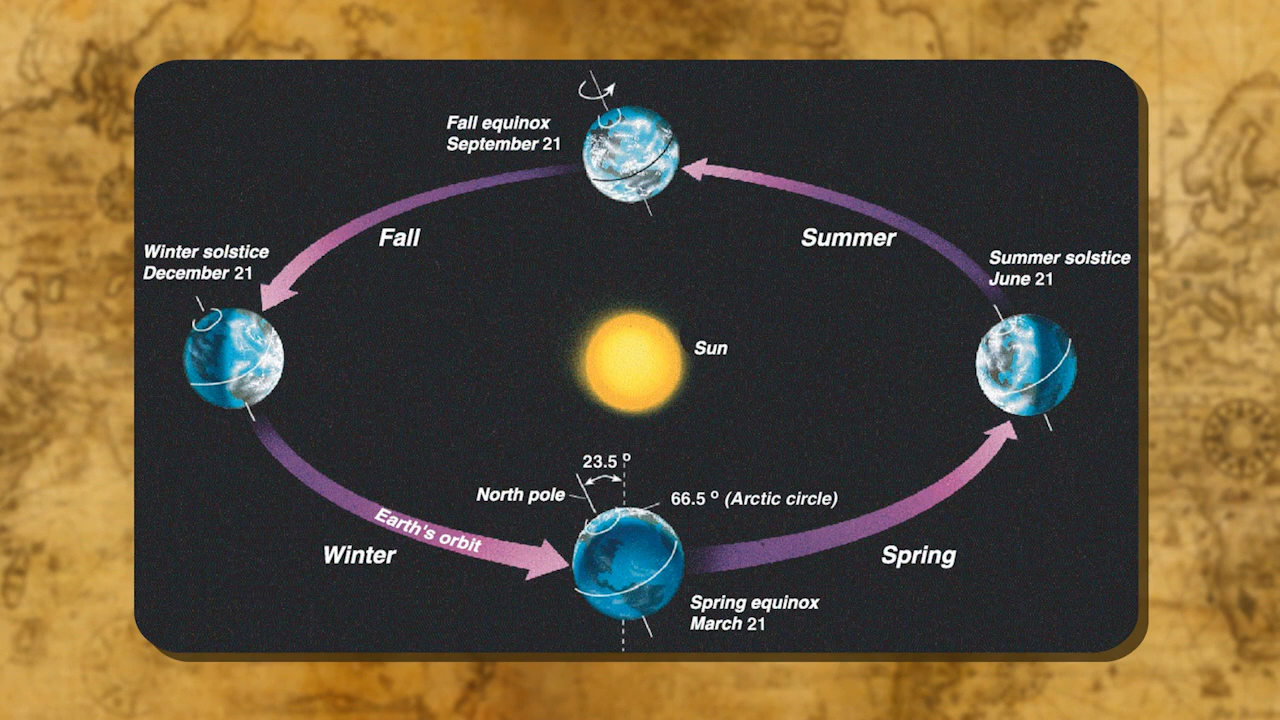 Fall equinox
September 21
Fall
Summer
Winter solstice
December 21
Summer solstice
June 21
Sun
23.5 º
North pole
66.5 º (Arctic circle)
Earth's orbit
Winter
Spring
Spring equinox
March 21